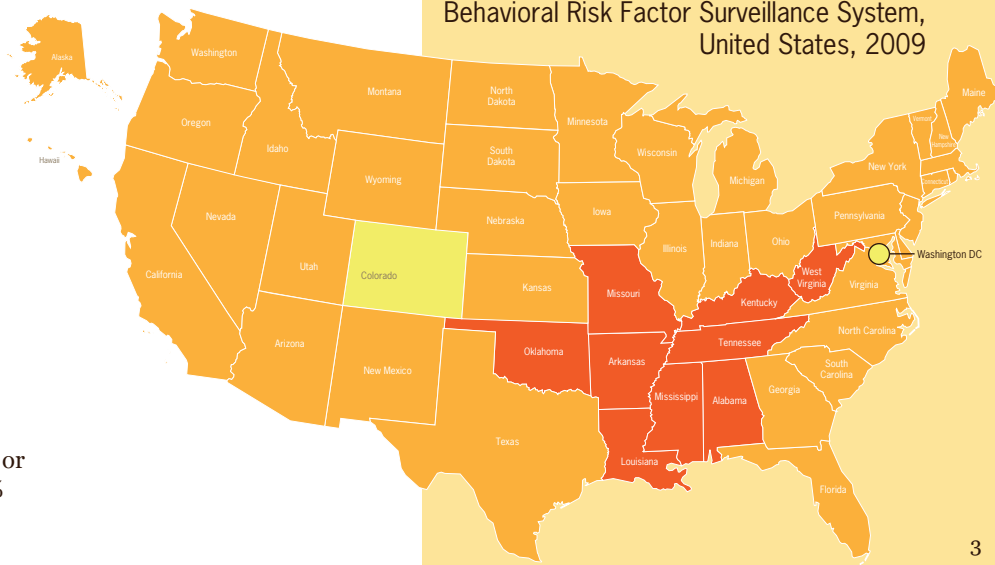 Behavioral Risk Factor Surveillance System,
United States, 2009
Alaska
Washington
Montana
North
Dakota
Minnesota
Maine
Oregon
Idaho
Wyoming
South
Dakota
Wisconsin
Michigan
Vermont
New
Hampshire
New York
Connecticut
Hawaii
Nevada
Utah
Colorado
Nebraska
Iowa
Illinois
Indiana
Ohio
Pennsylvania
Washington DC
California
Kansas
Missouri
Kentucky
West
Virginia
Virginia
Arizona
New Mexico
Oklahoma
Arkansas
Tennessee
North Carolina
South
Carolina
Texas
Louisiana
Mississippi
Alabama
Georgia
Florida
or
3